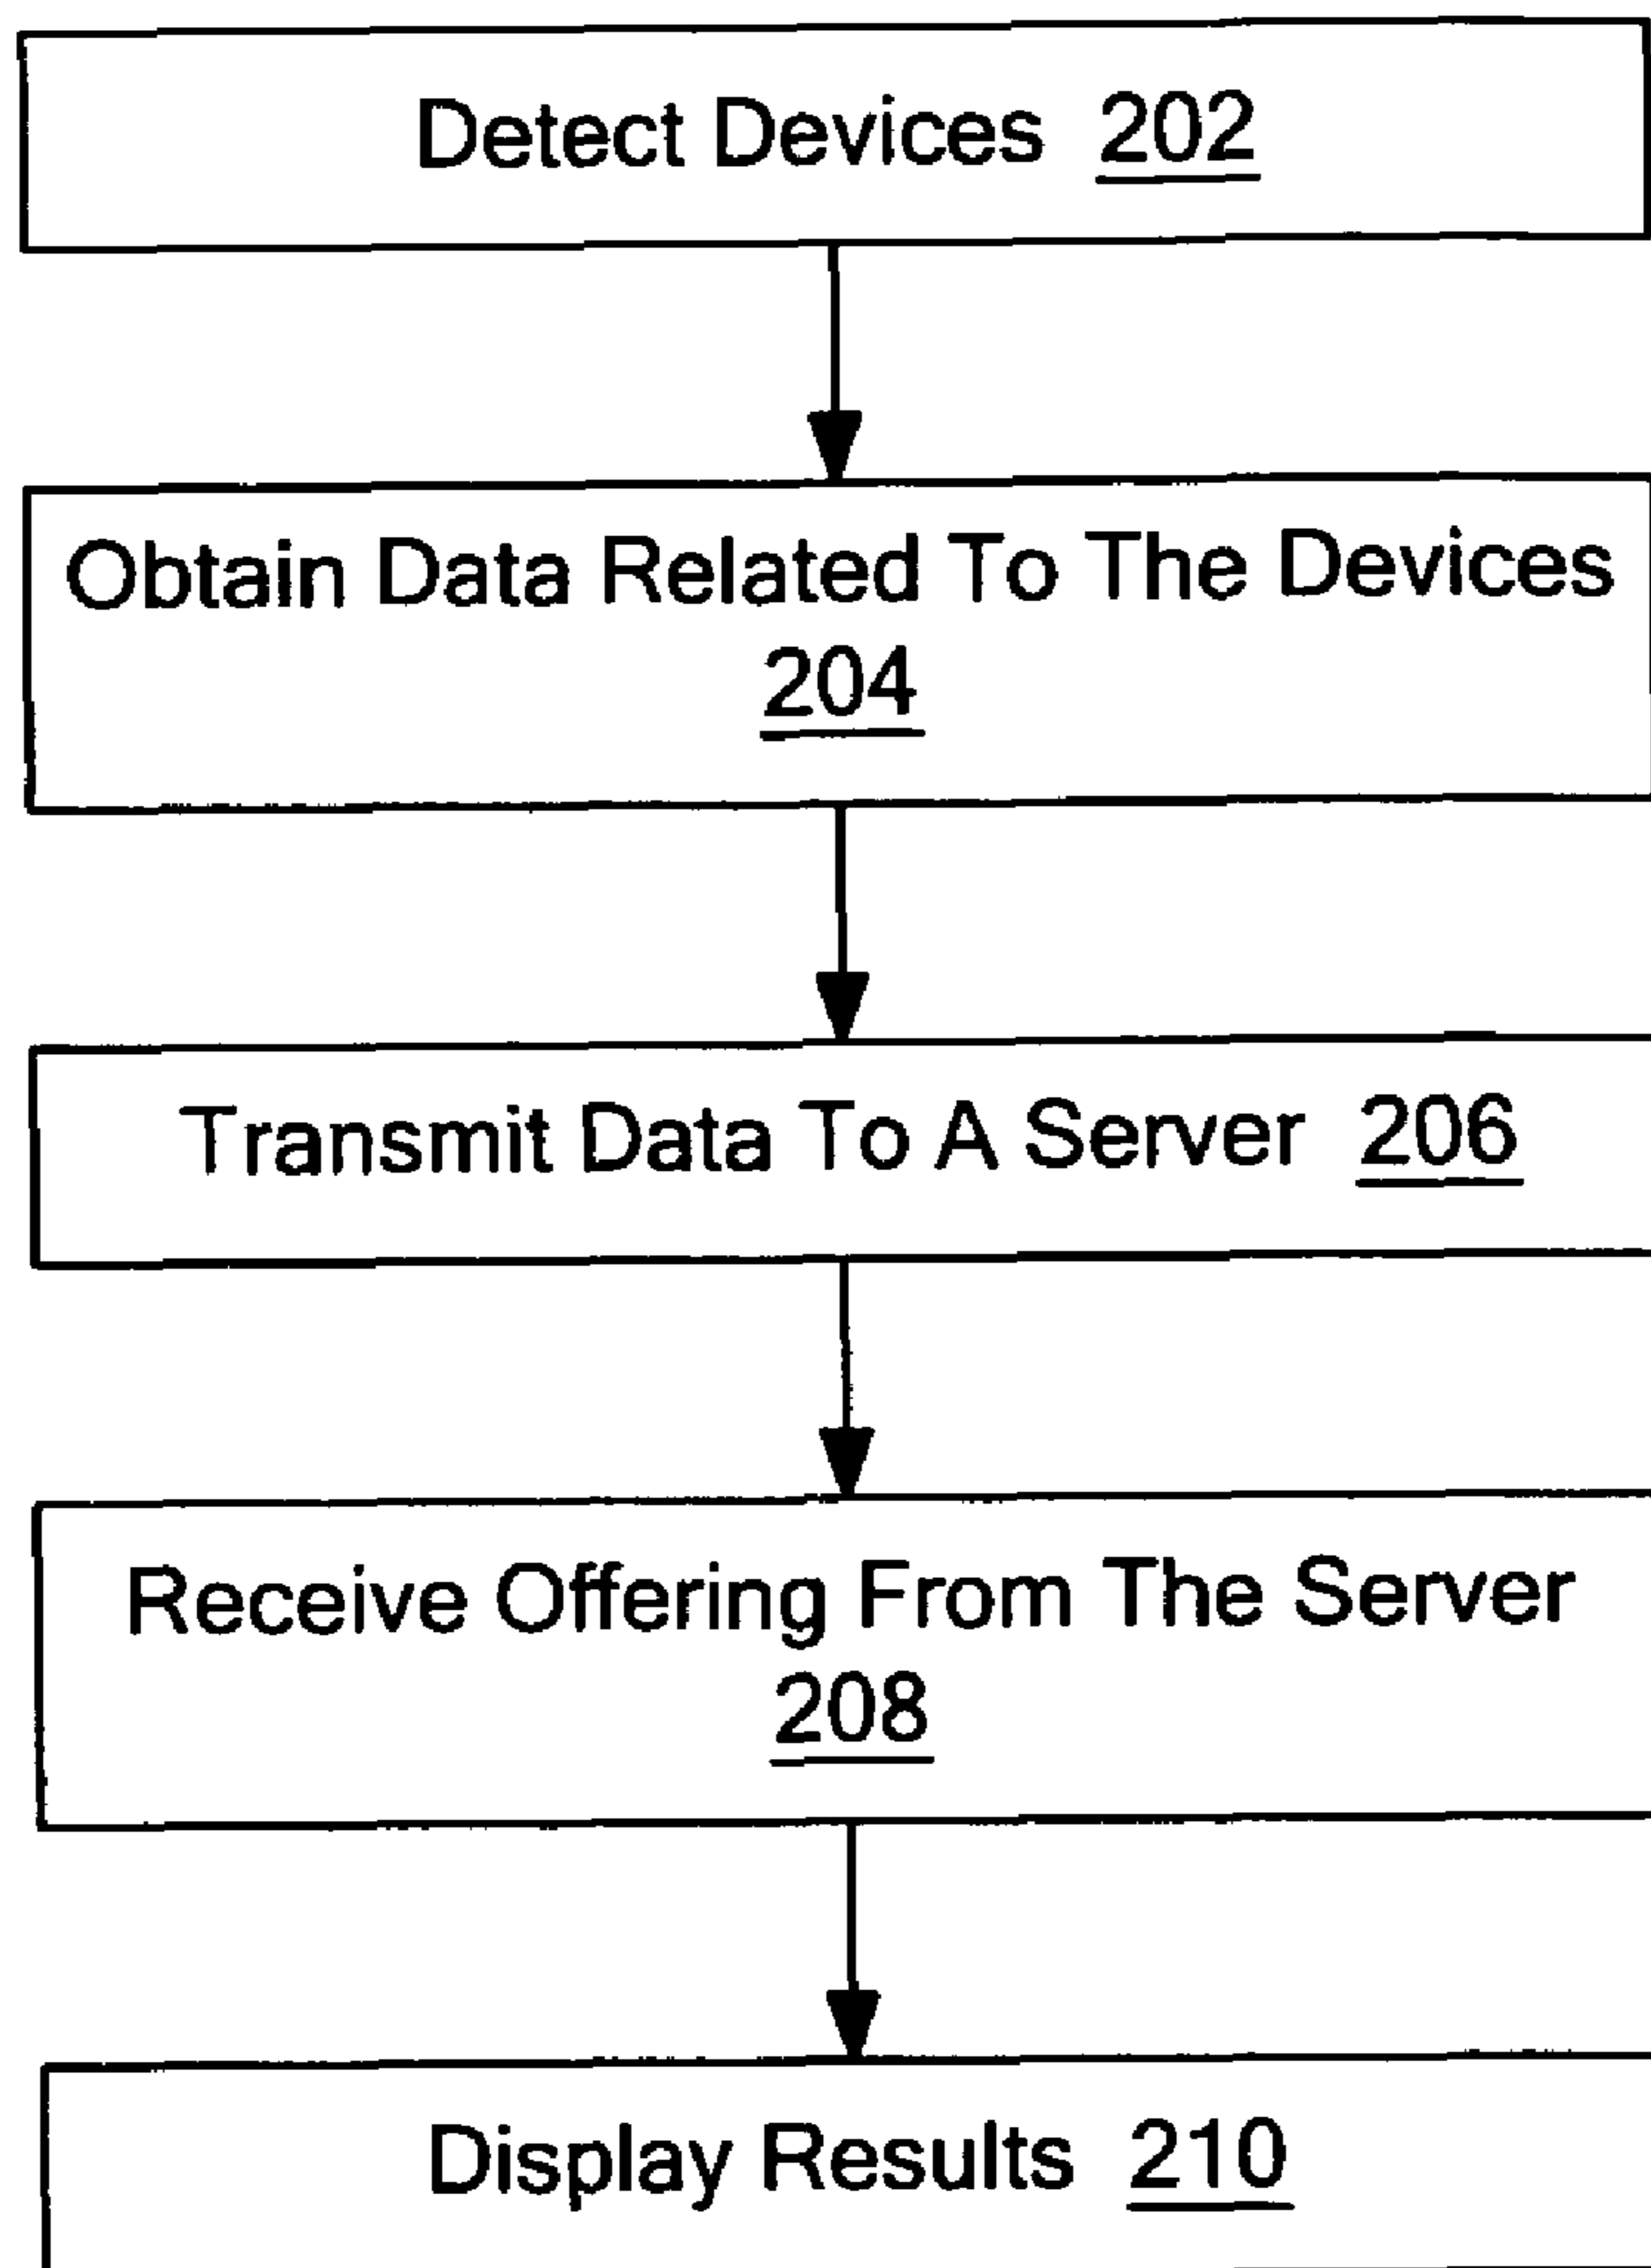 Detect Devices 202
Obtain Data Related To The Devices
204
Transmit Data To A Server 206
Receive Offering From The Server
208
Display Results 210